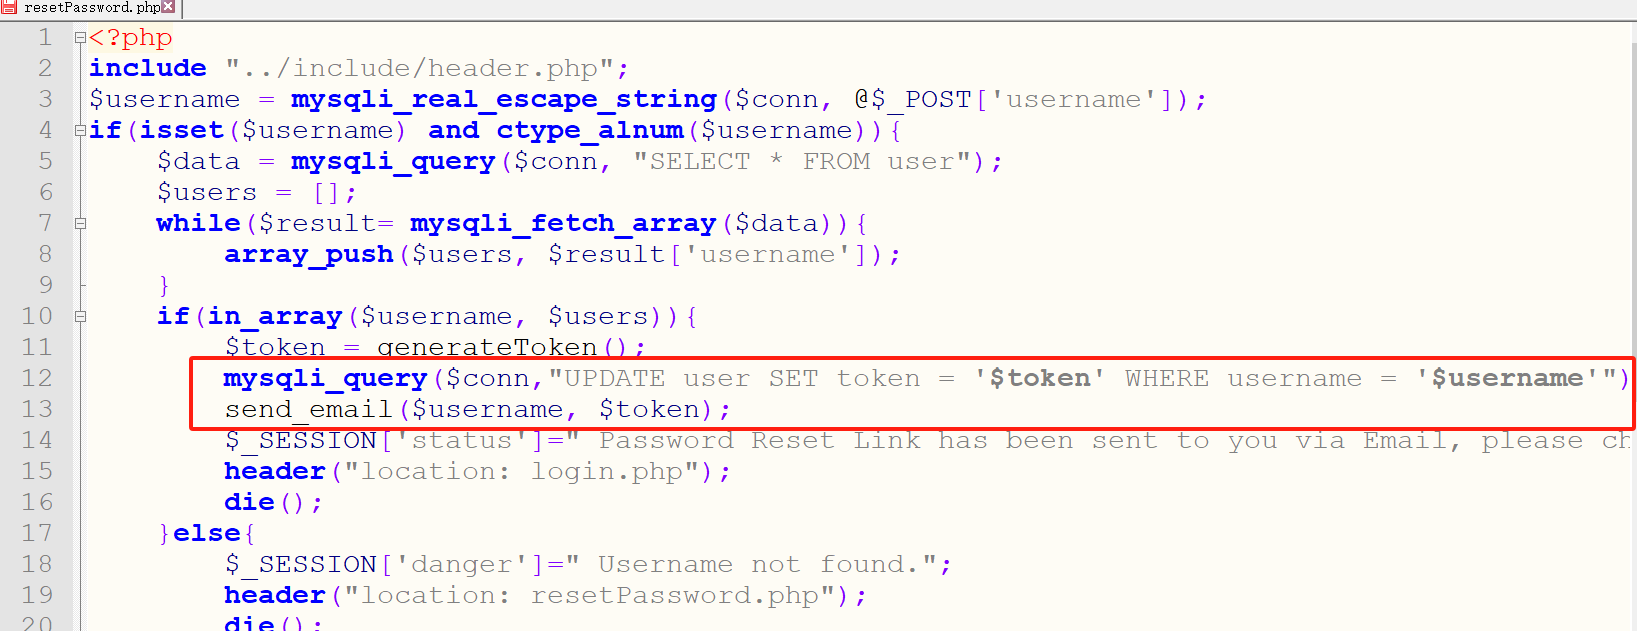 resetPassword.php
1 <?php
2 include "../include/header.php";
3 $username = mysqli_real_escape_string($conn, @$_POST['username']);
4 if(isset($username) and ctype_alnum($username)){
5 $data = mysqli_query($conn, "SELECT * FROM user");
6 $users = [];
7 while($result= mysqli_fetch_array($data)){
8 array_push($users, $result['username']);
9 }
10 if(in_array($username, $users)){
11 $token = generateToken();
12 mysqli_query($conn,"UPDATE user SET token = '$token' WHERE username = '$username'")
13 send_email($username, $token);
14 $_SESSION['status']=" Password Reset Link has been sent to you via Email, please ch
15 header("location: login.php");
16 die();
17 }else{
18 $_SESSION['danger']=" Username not found.";
19 header("location: resetPassword.php");
20 die();